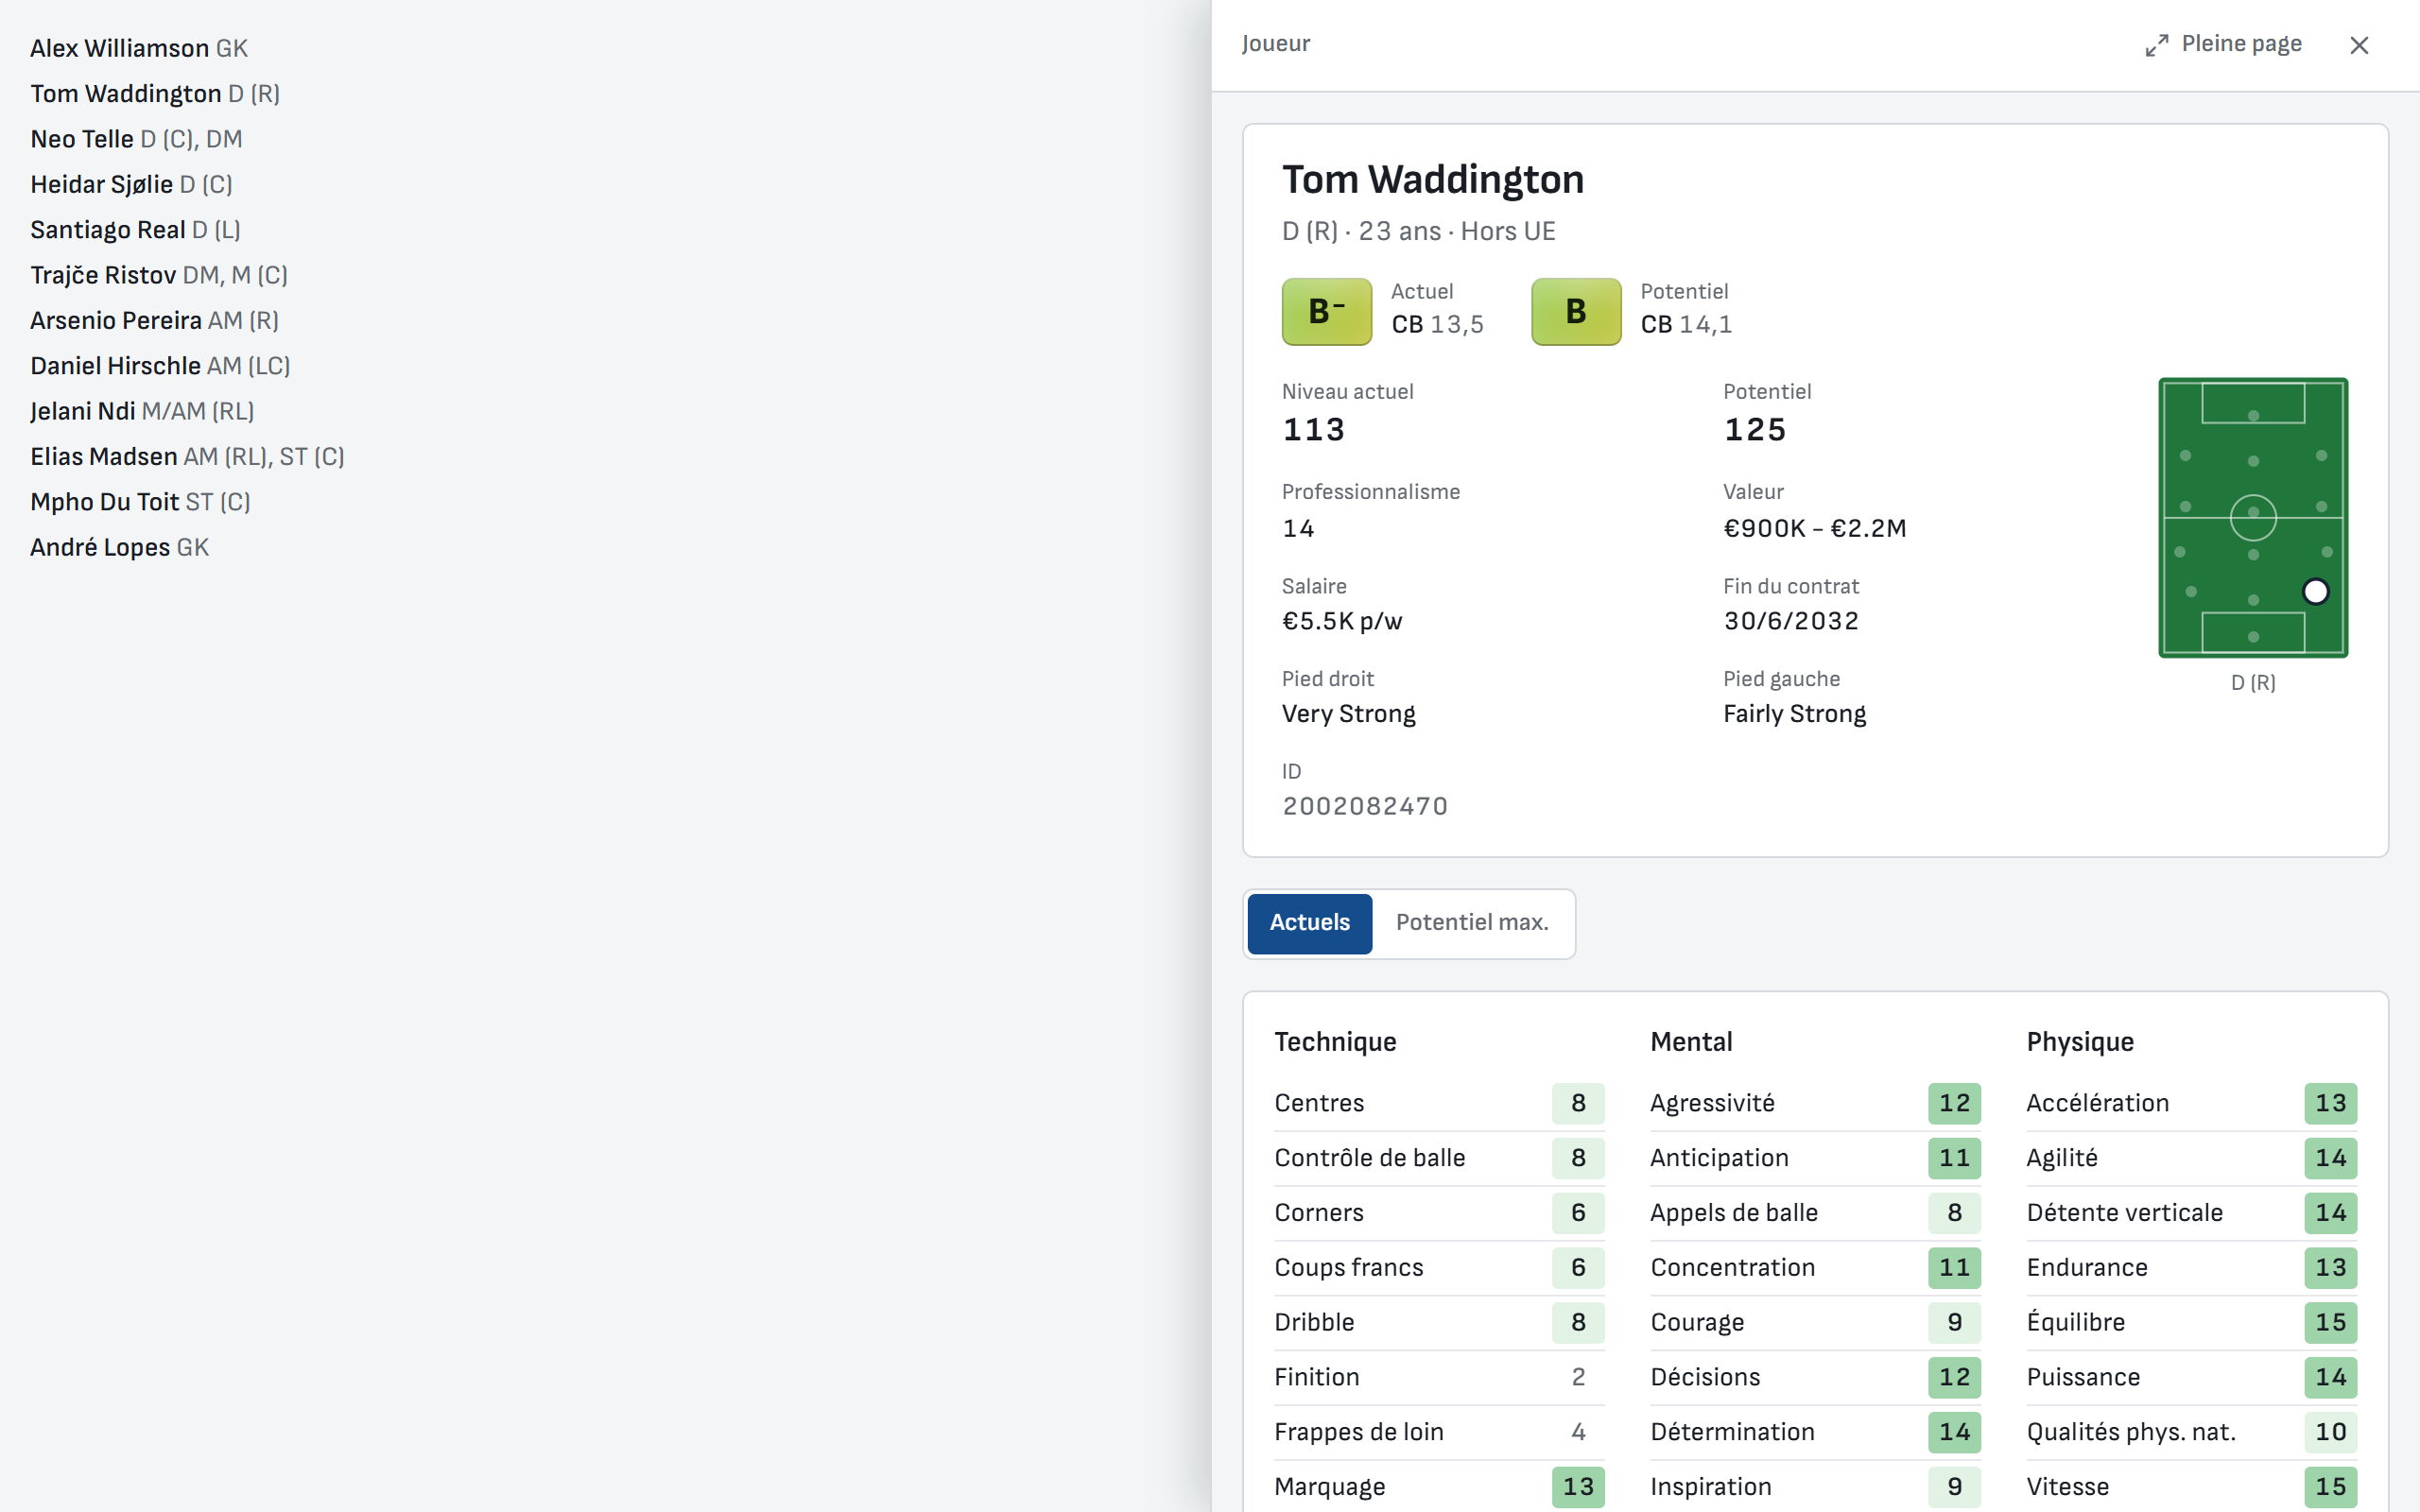 Alex Williamson GK
Tom Waddington D (R)
Neo Telle D (C), DM
Heidar Sjølie D (C)
Santiago Real D (L)
Trajče Ristov DM, M (C)
Arsenio Pereira AM (R)
Daniel Hirschle AM (LC)
Jelani Ndi M/AM (RL)
Elias Madsen AM (RL), ST (C)
Mpho Du Toit ST (C)
André Lopes GK
Joueur Pleine page
Tom Waddington
D (R) · 23 ans · Hors UE
B- Actuel CB 13,5 B Potentiel CB 14,1
Niveau actuel Potentiel
113 125
Professionnalisme Valeur
14 €900K - €2.2M
Salaire Fin du contrat
€5.5K p/w 30/6/2032
Pied droit Pied gauche
Very Strong Fairly Strong
D (R)
ID
2002082470
Actuels Potentiel max.
Technique Mental Physique
Centres 8 Agressivité 12 Accélération 13
Contrôle de balle 8 Anticipation 11 Agilité 14
Corners 6 Appels de balle 8 Détente verticale 14
Coups francs 6 Concentration 11 Endurance 13
Dribble 8 Courage 9 Équilibre 15
Finition 2 Décisions 12 Puissance 14
Frappes de loin 4 Détermination 14 Qualités phys. nat. 10
Marquage 13 Inspiration 9 Vitesse 15